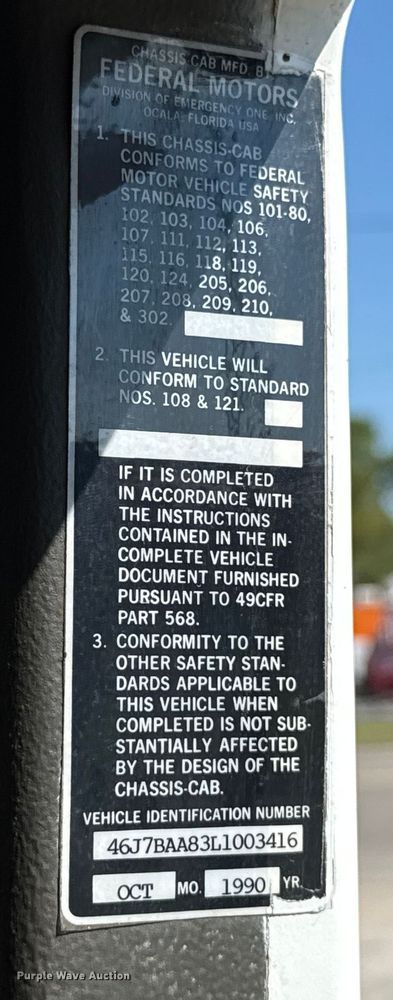 CHASSIS-CAB MFD. BY
FEDERAL MOTORS
DIVISION OF EMERGENCY ONE, INC.
OCALA, FLORIDA USA
1. THIS CHASSIS-CAB
CONFORMS TO FEDERAL
MOTOR VEHICLE SAFETY
STANDARDS NOS 101-80,
102, 103, 104, 106,
107, 111, 112, 113,
115, 116, 118, 119,
120, 124, 205, 206,
207, 208, 209, 210,
& 302.
2. THIS VEHICLE WILL
CONFORM TO STANDARD
NOS. 108 & 121.
IF IT IS COMPLETED
IN ACCORDANCE WITH
THE INSTRUCTIONS
CONTAINED IN THE IN-
COMPLETE VEHICLE
DOCUMENT FURNISHED
PURSUANT TO 49CFR
PART 568.
3. CONFORMITY TO THE
OTHER SAFETY STAN-
DARDS APPLICABLE TO
THIS VEHICLE WHEN
COMPLETED IS NOT SUB-
STANTIALLY AFFECTED
BY THE DESIGN OF THE
CHASSIS-CAB.
VEHICLE IDENTIFICATION NUMBER
46J7BAA83L1003416
OCT MO. 1990 YR.
Purple Wave Auction